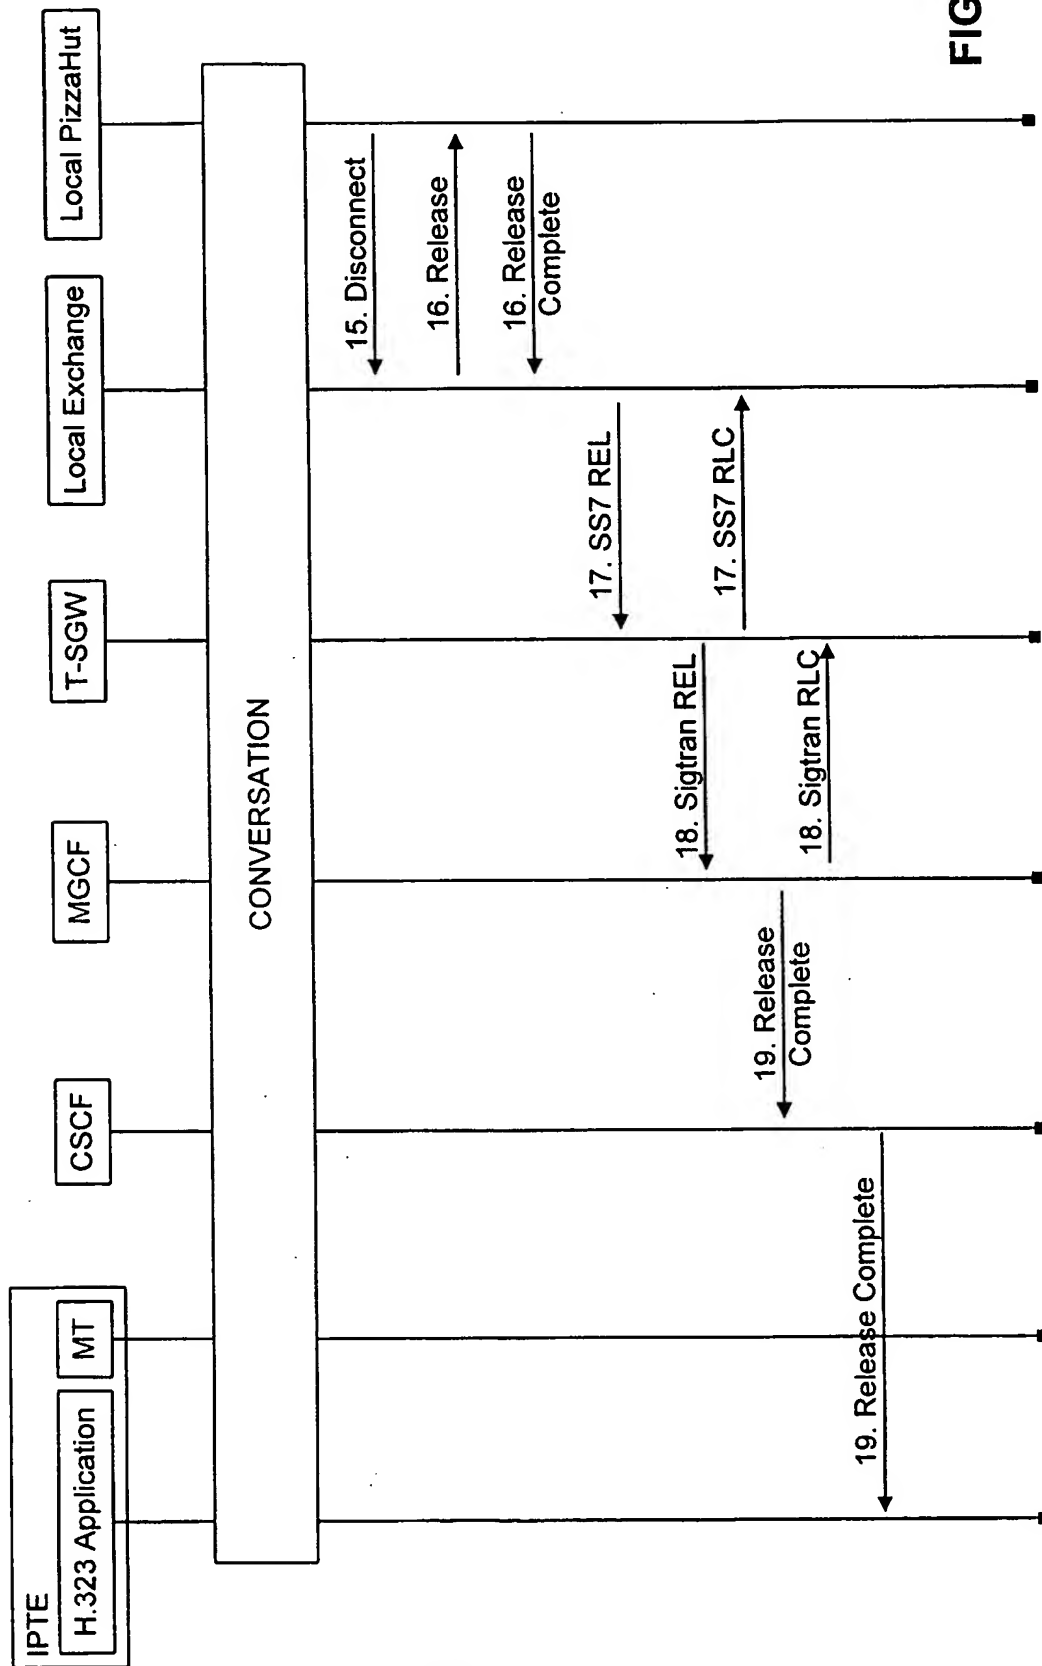 IPTE
H.323 Application
MT
CSCF
MGCF
T-SGW
Local Exchange
Local PizzaHut
CONVERSATION
15. Disconnect
16. Release
16. Release
Complete
17. SS7 REL
18. Sigtran REL
17. SS7 RLC
19. Release
Complete
18. Sigtran RLC
19. Release Complete
FIG